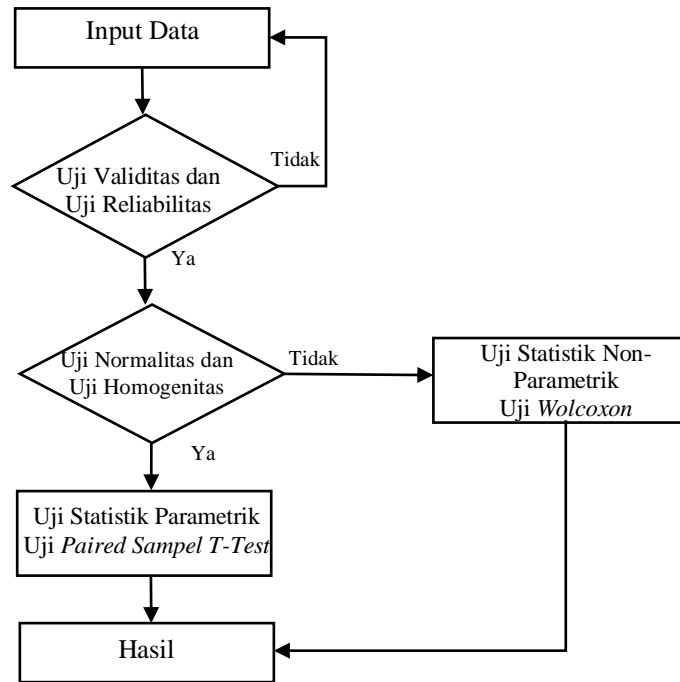 Input Data
Tidak
Uji Validitas dan
Uji Reliabilitas
Ya
Uji Normalitas dan
Uji Homogenitas
Tidak
Uji Statistik Non-
Parametrik
Uji Wolcoxon
Ya
Uji Statistik Parametrik
Uji Paired Sampel T-Test
Hasil